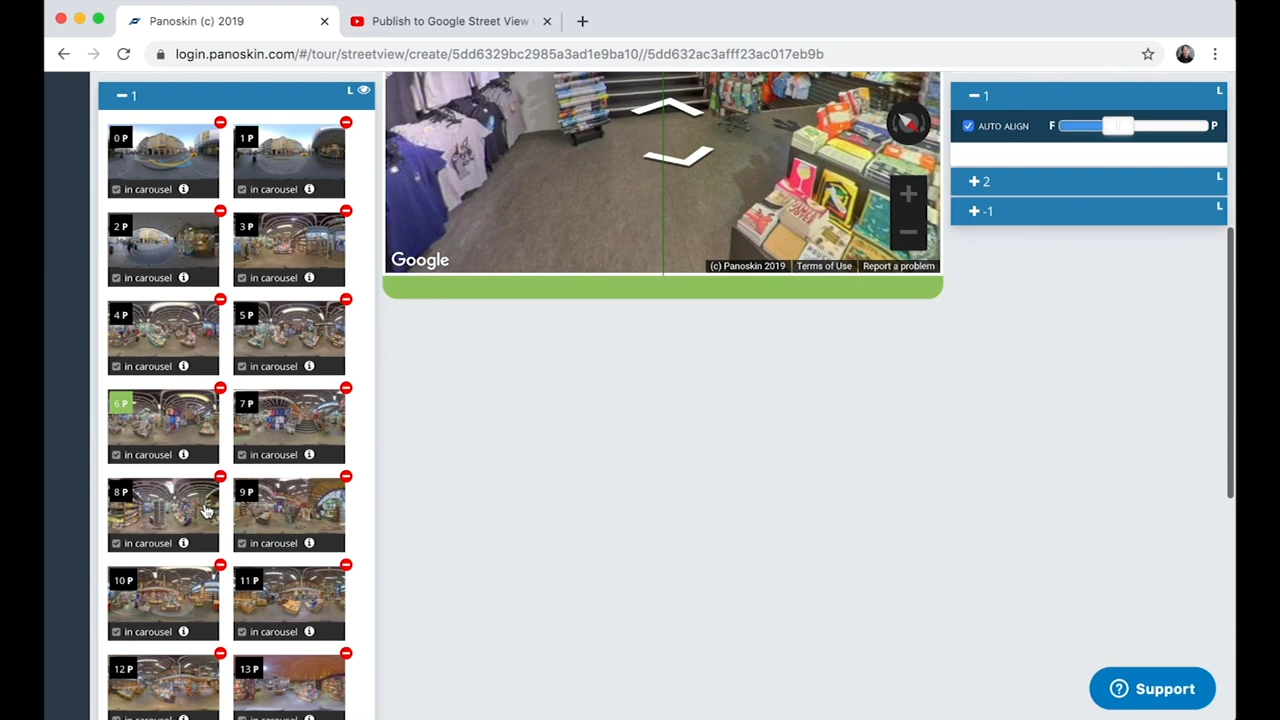 Panoskin (c) 2019
Publish to Google Street View
login.panoskin.com/#/tour/streetview/create/5dd6329bc2985a3ad1e9ba10//5dd632ac3afff23ac017eb9b
1 L
0 P 1 P
in carousel in carousel
2 P 3 P
in carousel in carousel
4 P 5 P
in carousel in carousel
6 P 7 P
in carousel in carousel
8 P 9 P
in carousel in carousel
10 P 11 P
in carousel in carousel
12 P 13 P
Google
(c) Panoskin 2019 Terms of Use Report a problem
1 L
AUTO ALIGN F P
2 L
-1 L
Support